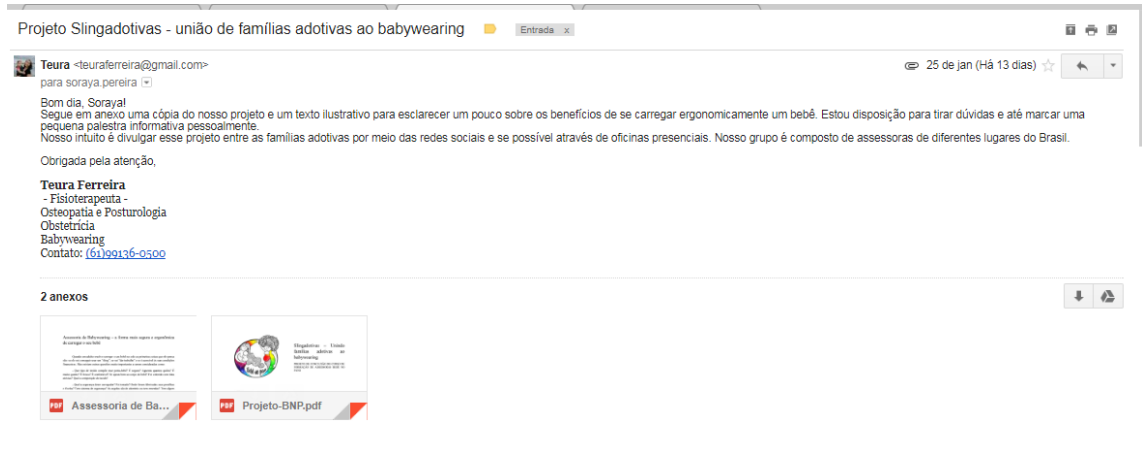 Projeto Slingadotivas - união de famílias adotivas ao babywearing
Entrada x
Teura <teuraferreira@gmail.com>
25 de jan (Há 13 dias)
para soraya.pereira
Bom dia, Soraya!
Segue em anexo uma cópia do nosso projeto e um texto ilustrativo para esclarecer um pouco sobre os benefícios de se carregar ergonomicamente um bebê. Estou disposição para tirar dúvidas e até marcar uma
pequena palestra informativa pessoalmente.
Nosso intuito é divulgar esse projeto entre as famílias adotivas por meio das redes sociais e se possível através de oficinas presenciais. Nosso grupo é composto de assessoras de diferentes lugares do Brasil.
Obrigada pela atenção,
Teura Ferreira
- Fisioterapeuta -
Osteopatia e Posturologia
Obstetrícia
Babywearing
Contato: (61)99136-0500
2 anexos
Assessoria de Babywearing - a forma mais segura e ergonômica
de carregar o seu bebê
Slingadotivas - Unindo
famílias adotivas ao
babywearing
PDF Assessoria de Ba...
PDF Projeto-BNP.pdf